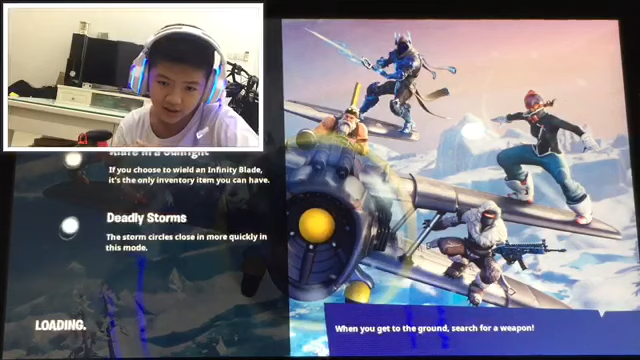 If you choose to wield an Infinity Blade,
it's the only inventory item you can have.
Deadly Storms
The storm circles close in more quickly in
this mode.
LOADING.
When you get to the ground, search for a weapon!